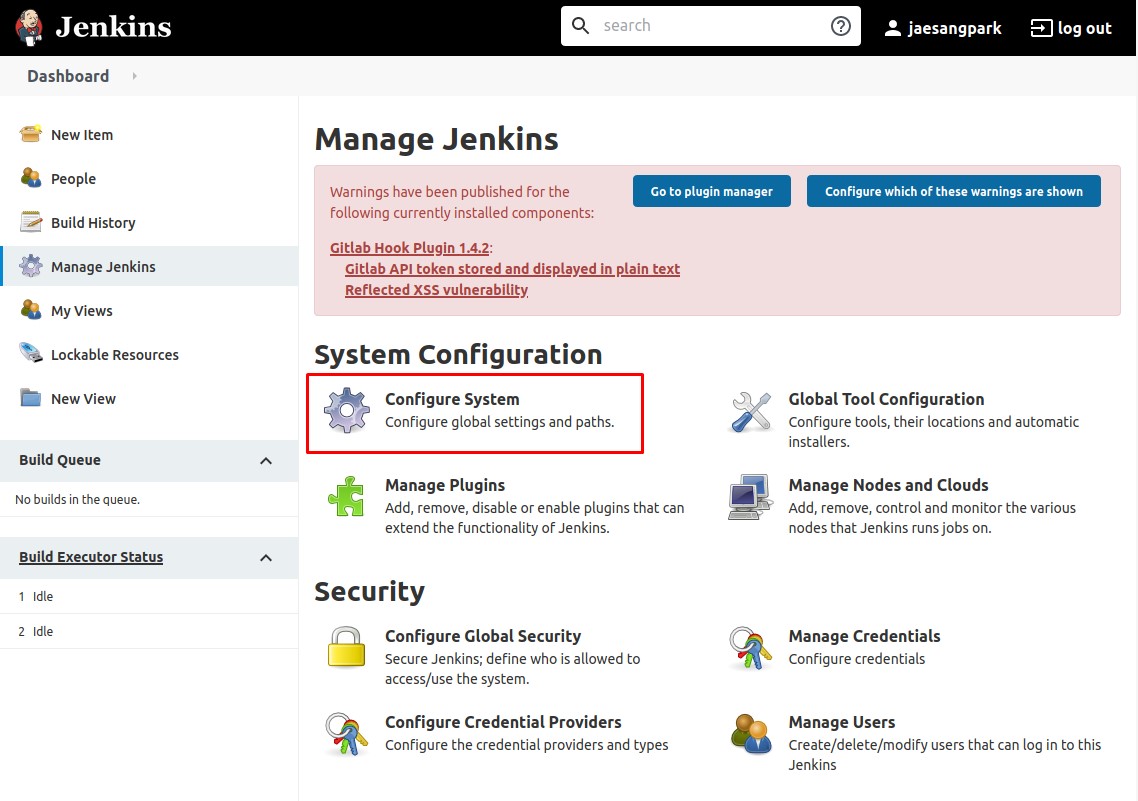 Jenkins
search
jaesangpark
log out
Dashboard
New Item
People
Build History
Manage Jenkins
My Views
Lockable Resources
New View
Build Queue
No builds in the queue.
Build Executor Status
1 Idle
2 Idle
Manage Jenkins
Warnings have been published for the
following currently installed components:
Go to plugin manager
Configure which of these warnings are shown
Gitlab Hook Plugin 1.4.2:
Gitlab API token stored and displayed in plain text
Reflected XSS vulnerability
System Configuration
Configure System
Configure global settings and paths.
Global Tool Configuration
Configure tools, their locations and automatic
installers.
Manage Plugins
Add, remove, disable or enable plugins that can
extend the functionality of Jenkins.
Manage Nodes and Clouds
Add, remove, control and monitor the various
nodes that Jenkins runs jobs on.
Security
Configure Global Security
Secure Jenkins; define who is allowed to
access/use the system.
Manage Credentials
Configure credentials
Configure Credential Providers
Configure the credential providers and types
Manage Users
Create/delete/modify users that can log in to this
Jenkins